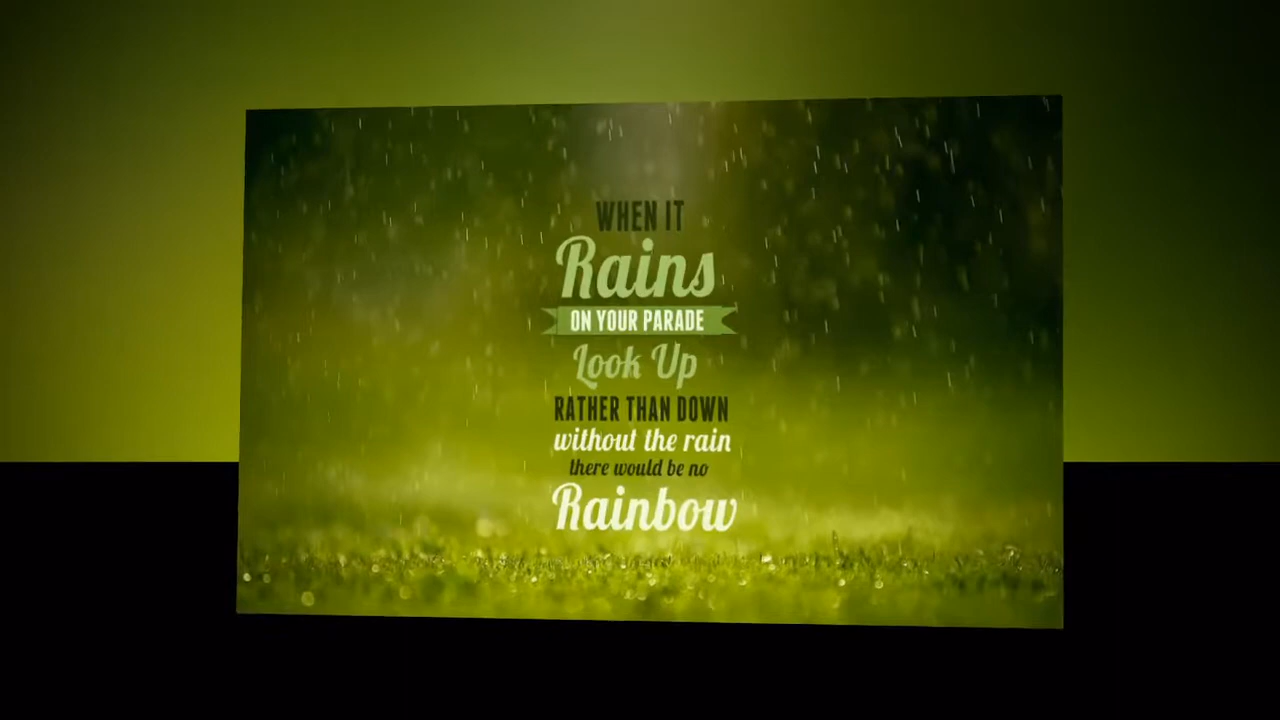 WHEN IT
Rains
ON YOUR PARADE
Look Up
RATHER THAN DOWN
without the rain
there would be no
Rainbow